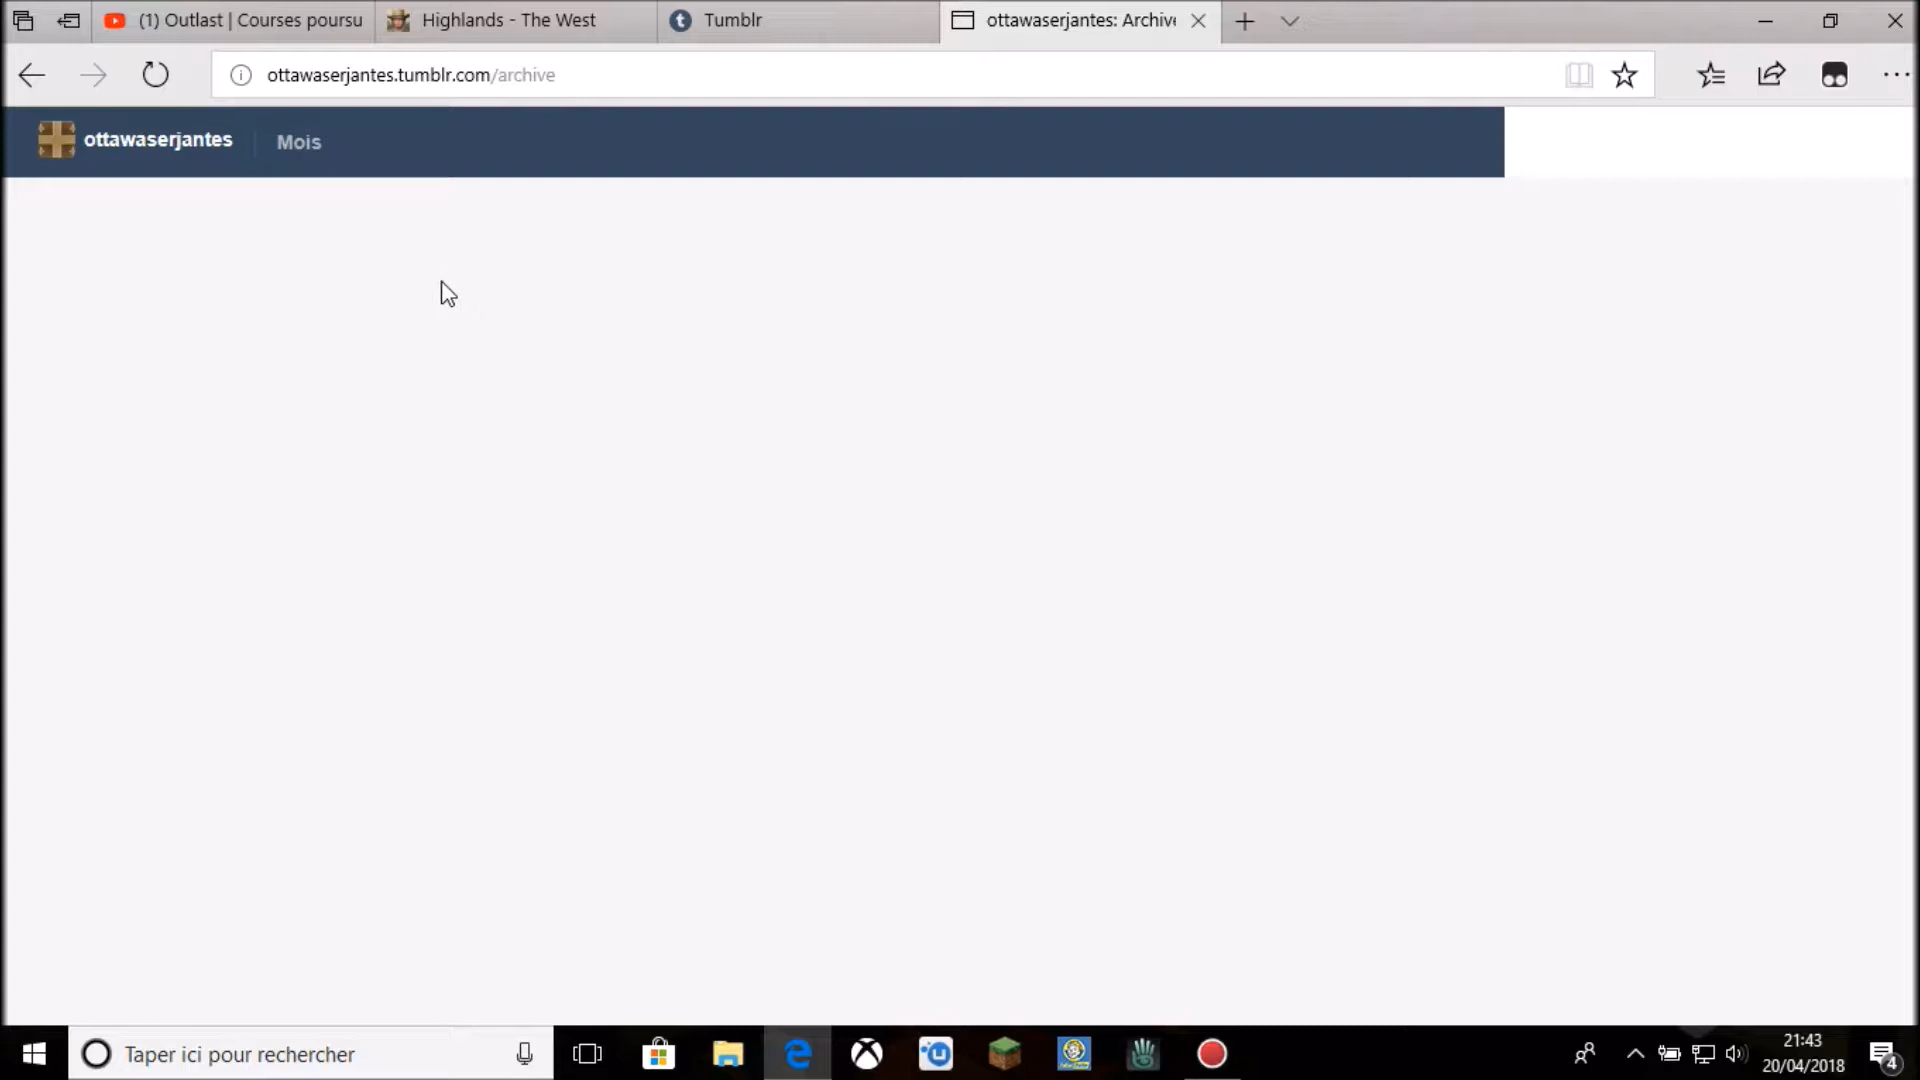 (1) Outlast | Courses poursu
Highlands - The West
Tumblr
ottawaserjantes: Archive
ottawaserjantes.tumblr.com/archive
ottawaserjantes
Mois
Taper ici pour rechercher
21:43
20/04/2018
4